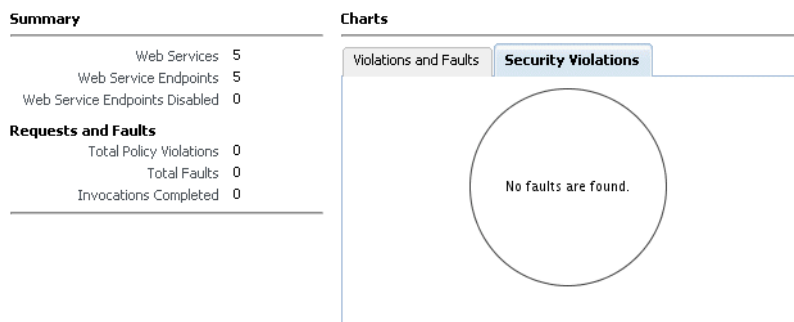 Summary
Web Services 5
Web Service Endpoints 5
Web Service Endpoints Disabled 0
Requests and Faults
Total Policy Violations 0
Total Faults 0
Invocations Completed 0
Charts
Violations and Faults
Security Violations
No faults are found.